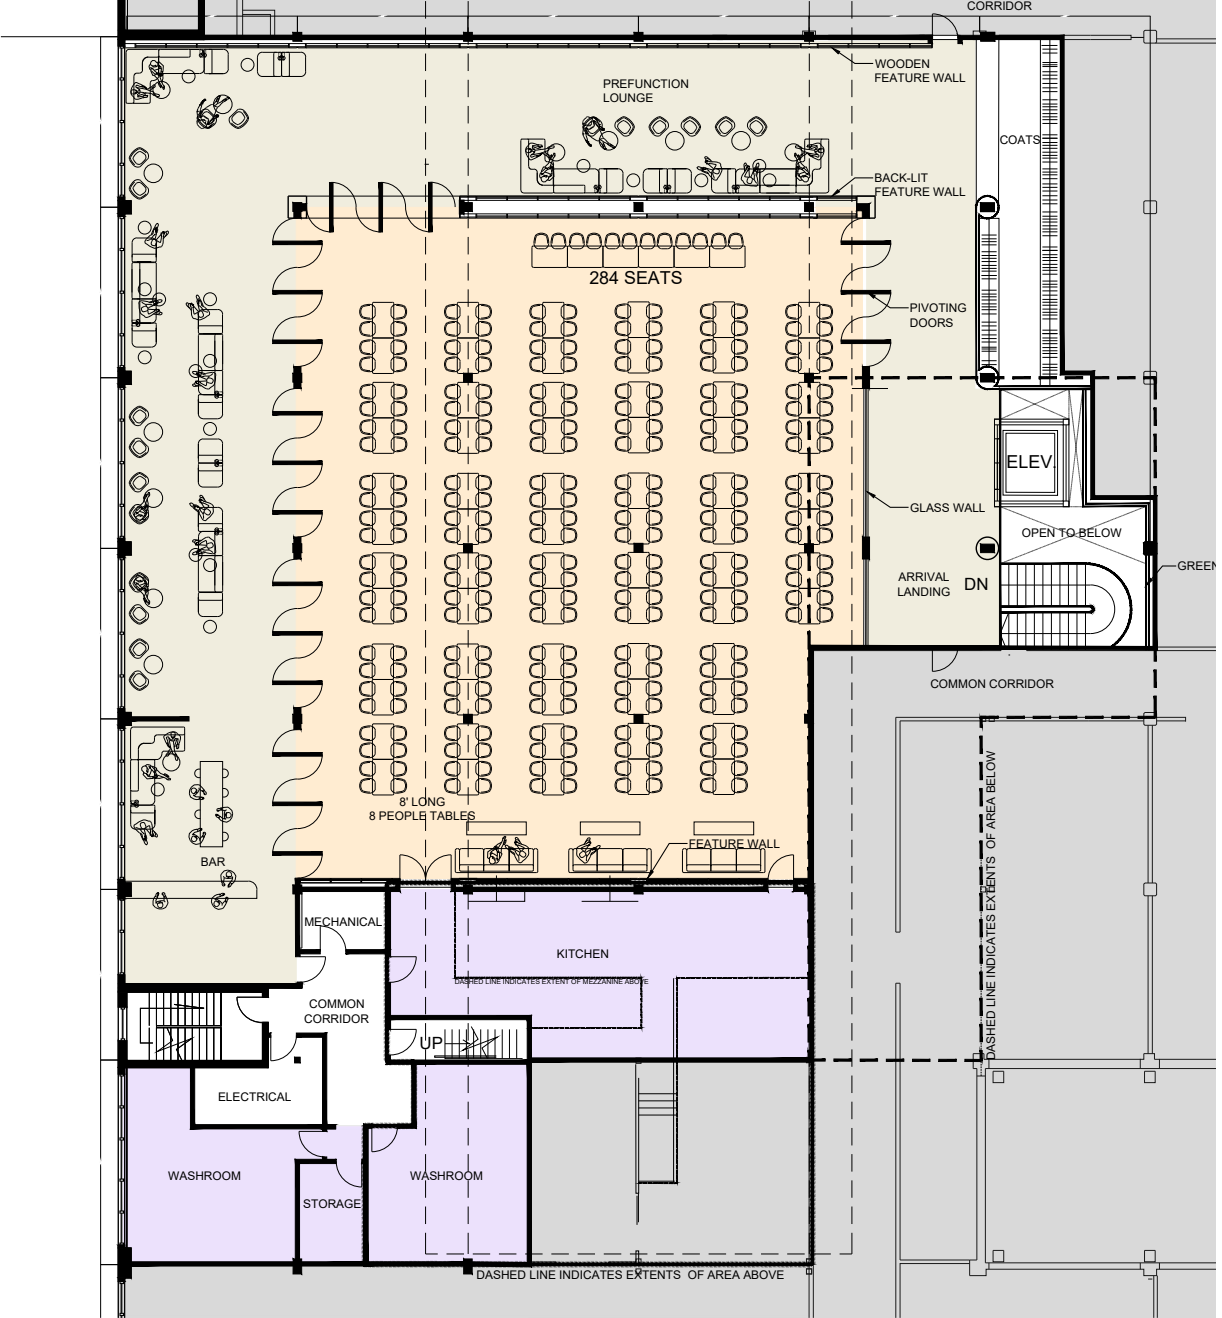 CORRIDOR
WOODEN
FEATURE WALL
PREFUNCTION
LOUNGE
COATS
BACK-LIT
FEATURE WALL
284 SEATS
PIVOTING
DOORS
ELEV.
GLASS WALL
OPEN TO BELOW
GREEN
ARRIVAL
LANDING
DN
COMMON CORRIDOR
DASHED LINE INDICATES EXTENTS OF AREA BELOW
8' LONG
8 PEOPLE TABLES
FEATURE WALL
BAR
MECHANICAL
KITCHEN
DASHED LINE INDICATES EXTENT OF MEZZANINE ABOVE
COMMON
CORRIDOR
UP
ELECTRICAL
WASHROOM
WASHROOM
STORAGE
DASHED LINE INDICATES EXTENTS OF AREA ABOVE